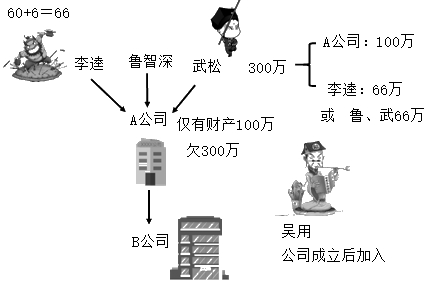 60+6＝66
李逵
鲁智深
武松
300万
A公司：100万
李逵：66万
或 鲁、武66万
A公司
仅有财产100万
欠300万
B公司
吴用
公司成立后加入